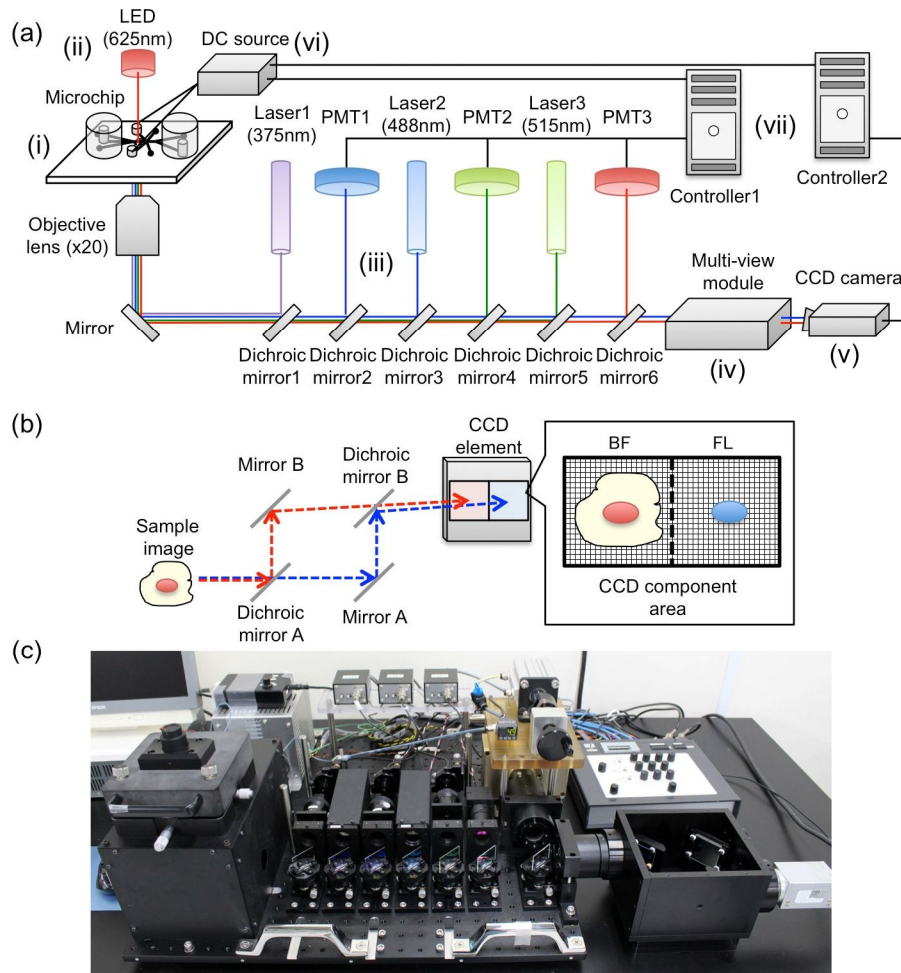 (a)
LED
(625nm)
(ii)
DC source
(vi)
Microchip
(i)
Laser1
(375nm)
PMT1
Laser2
(488nm)
PMT2
Laser3
(515nm)
PMT3
(vii)
Controller1
Controller2
Objective
lens (x20)
(iii)
Multi-view
module
CCD camera
Mirror
Dichroic
mirror1
Dichroic
mirror2
Dichroic
mirror3
Dichroic
mirror4
Dichroic
mirror5
Dichroic
mirror6
(iv)
(v)
(b)
Mirror B
Dichroic
mirror B
CCD
element
BF
FL
Sample
image
Dichroic
mirror A
Mirror A
CCD component
area
(c)